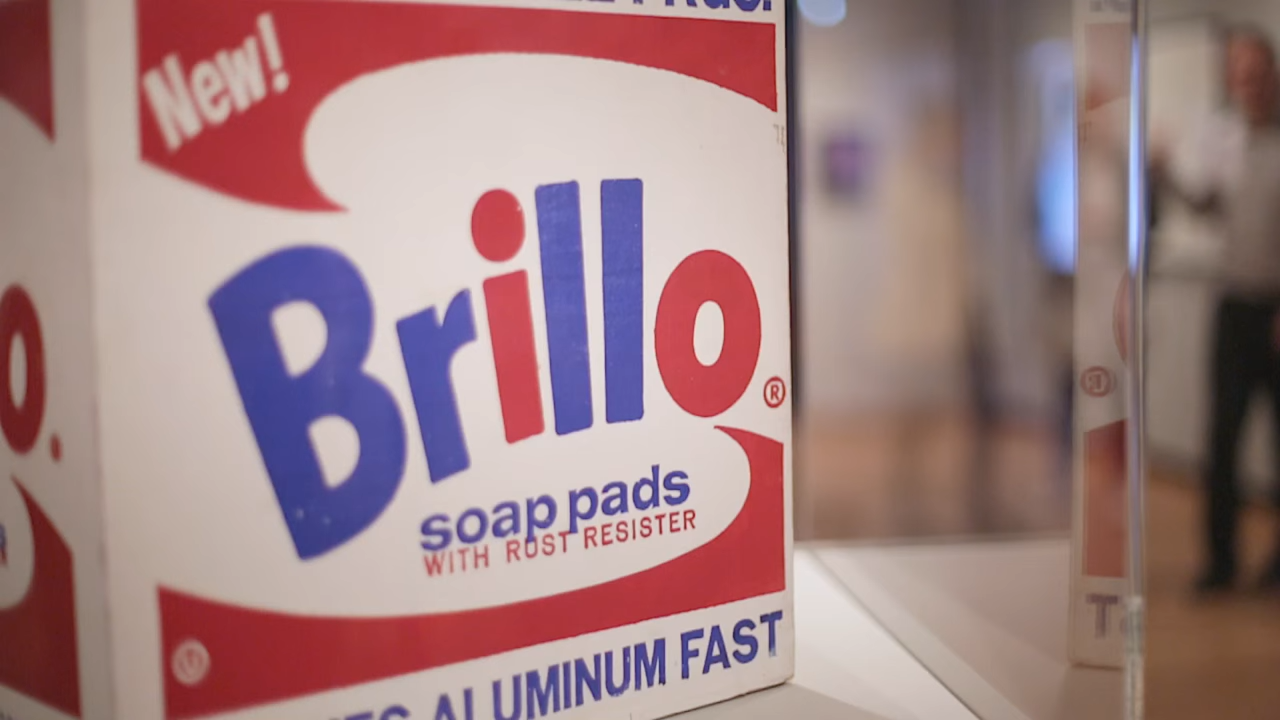 New!
Brillo®
soap pads
WITH RUST RESISTER
ALUMINUM FAST